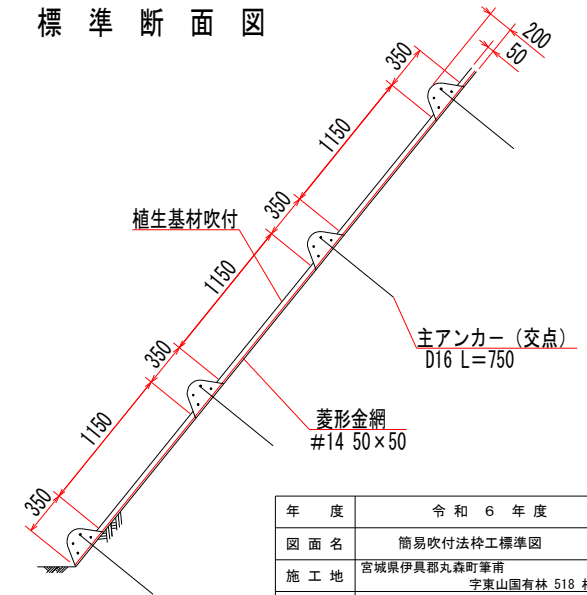 標準断面図
200
50
350
1150
350
植生基材吹付
1150
350
主アンカー（交点）
D16 L=750
1150
菱形金網
#14 50×50
350
年 度 令和 6 年度
図面名 簡易吹付法枠工標準図
施工地 宮城県伊具郡丸森町筆甫
字東山国有林 518